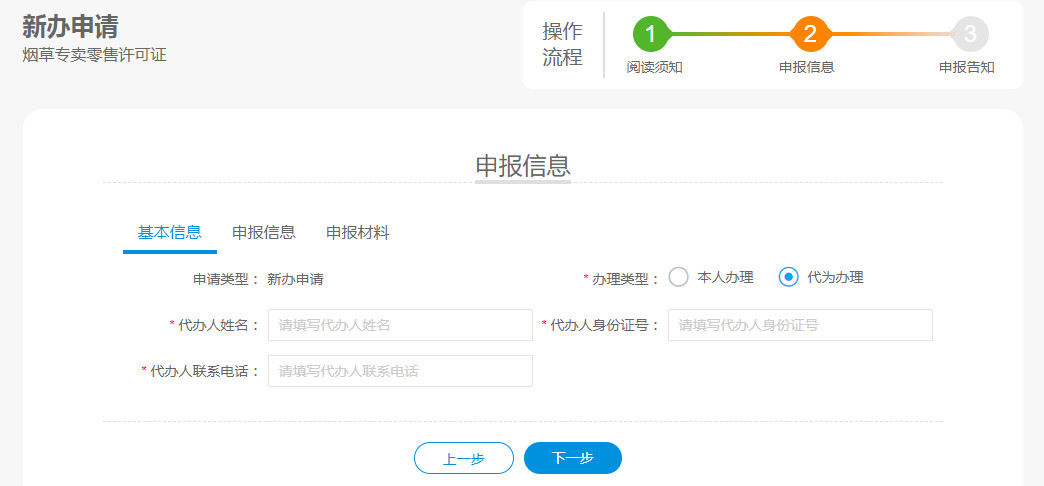 新办申请
烟草专卖零售许可证
操作
流程
1
2
3
阅读须知
申报信息
申报告知
申报信息
基本信息 申报信息 申报材料
申请类型： 新办申请 * 办理类型： 本人办理 代为办理
* 代办人姓名： 请填写代办人姓名 * 代办人身份证号： 请填写代办人身份证号
* 代办人联系电话： 请填写代办人联系电话
上一步 下一步